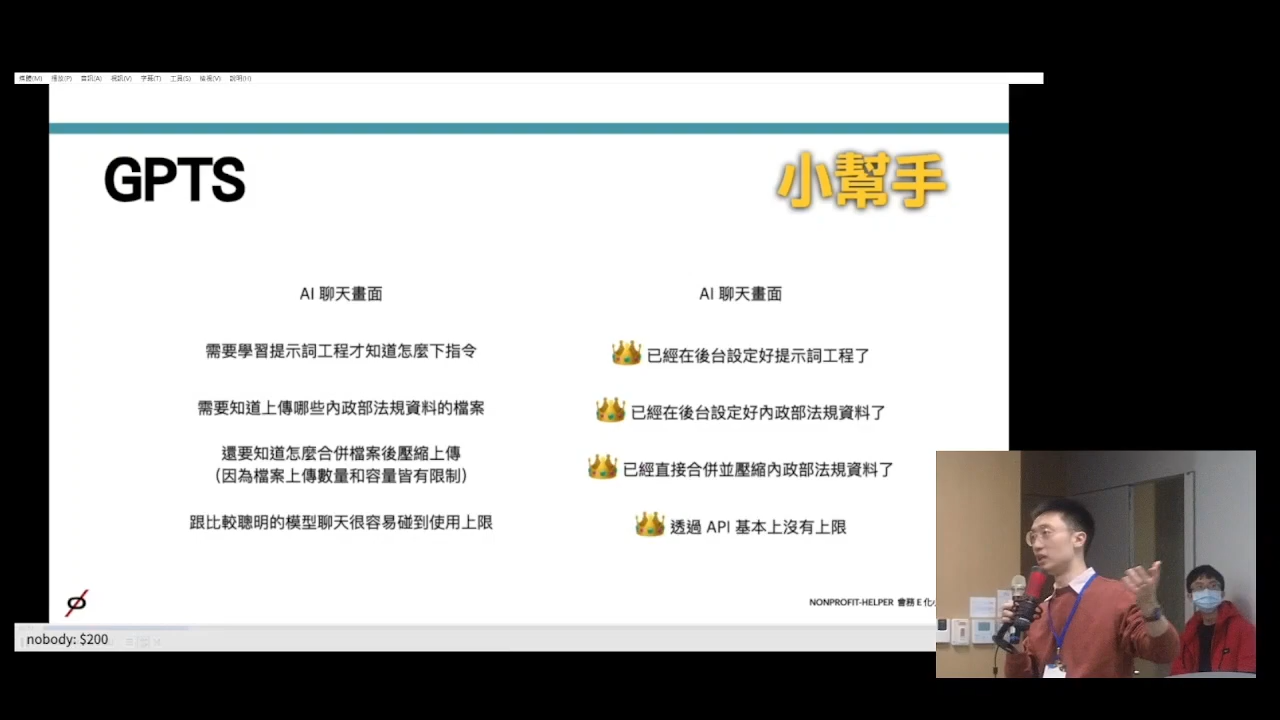 媒體(M) 播放(P) 音訊(A) 視訊(V) 字幕(T) 工具(S) 檢視(V) 說明(H)
GPTS
小幫手
AI 聊天畫面
AI 聊天畫面
需要學習提示詞工程才知道怎麼下指令
已經在後台設定好提示詞工程了
需要知道上傳哪些內政部法規資料的檔案
已經在後台設定好內政部法規資料了
還要知道怎麼合併檔案後壓縮上傳
（因為檔案上傳數量和容量皆有限制）
已經直接合併並壓縮內政部法規資料了
跟比較聰明的模型聊天很容易碰到使用上限
透過 API 基本上沒有上限
NONPROFIT-HELPER 會務 E 化
nobody: $200